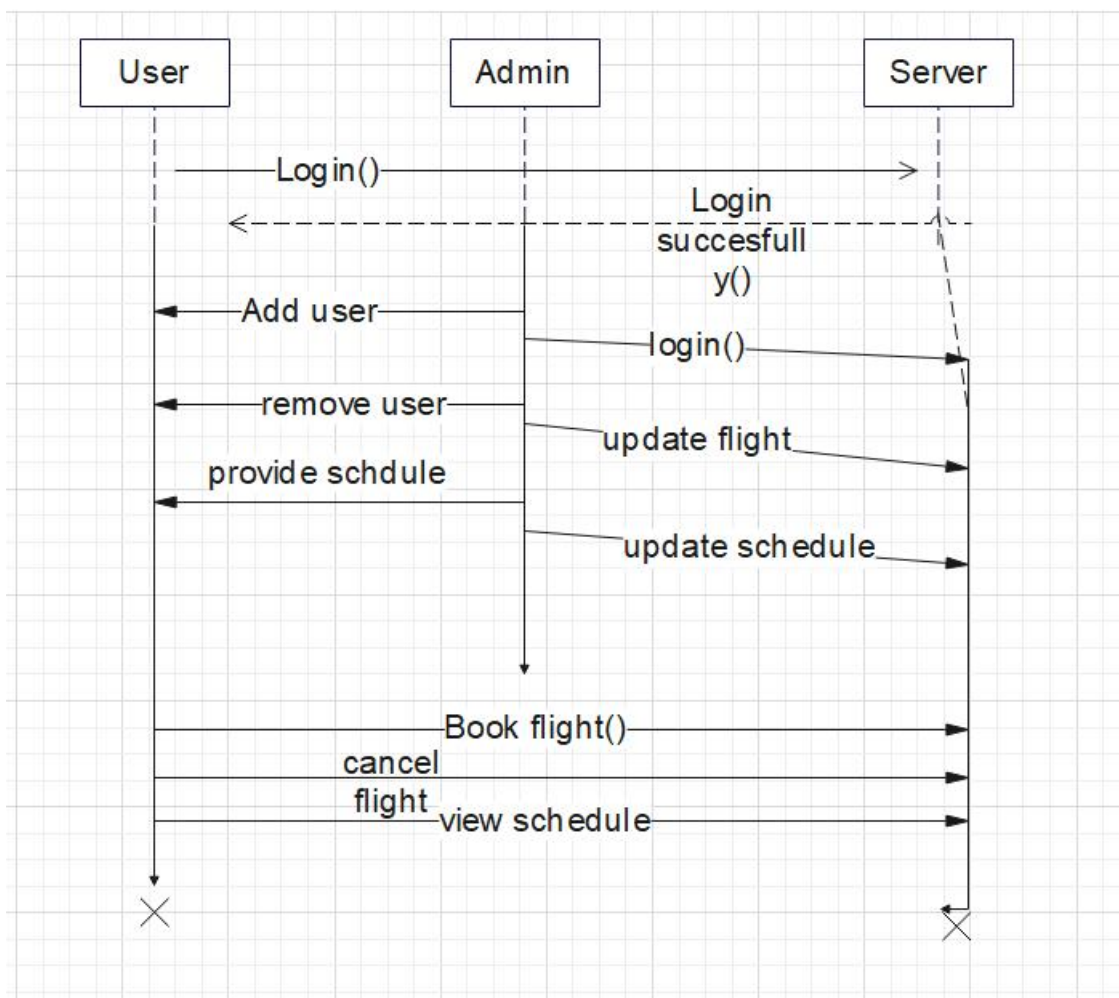 User
Admin
Server
Login()
Login
succesfull
y()
Add user
login()
remove user
update flight
provide schdule
update schedule
Book flight()
cancel
flight
view schedule